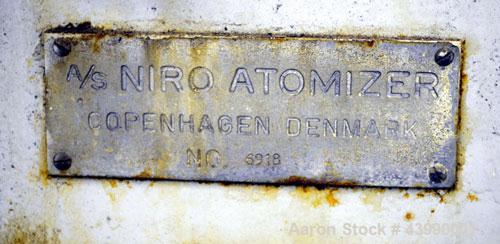 A/S NIRO ATOMIZER
COPENHAGEN DENMARK
NO. 6918
Aaron Stock #